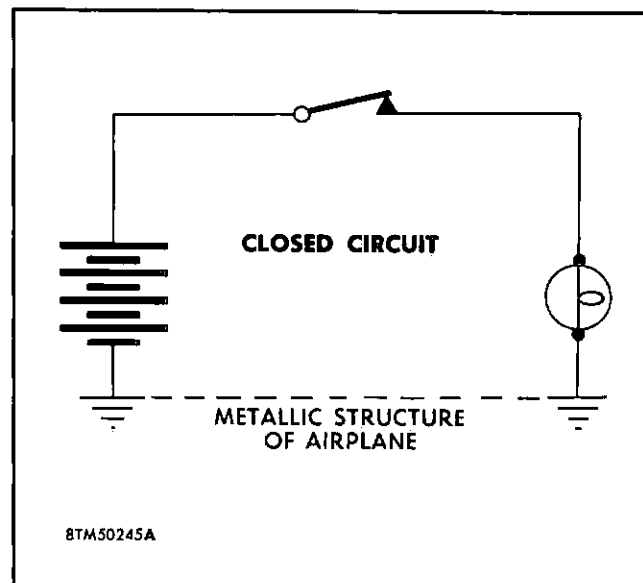 CLOSED CIRCUIT
METALLIC STRUCTURE
OF AIRPLANE
8TM50245A